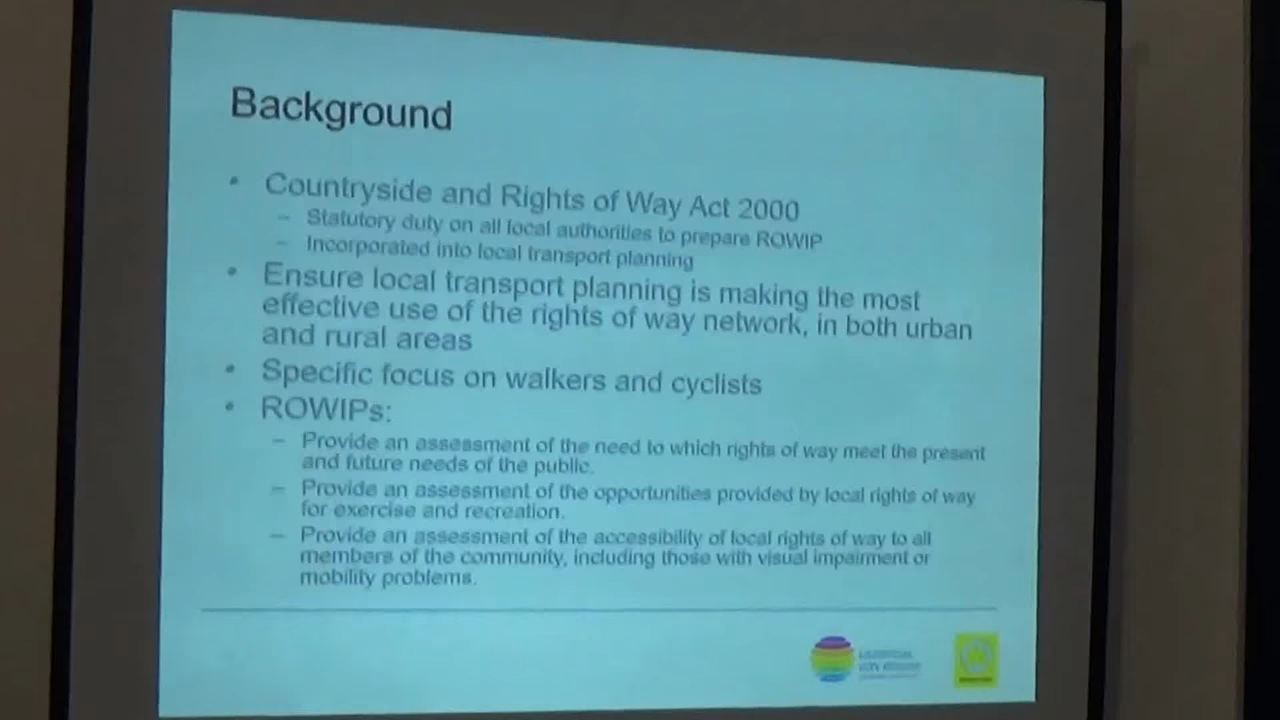 Background
• Countryside and Rights of Way Act 2000
– Statutory duty on all local authorities to prepare ROWIP
– Incorporated into local transport planning
• Ensure local transport planning is making the most
effective use of the rights of way network, in both urban
and rural areas
• Specific focus on walkers and cyclists
• ROWIPs:
– Provide an assessment of the need to which rights of way meet the present
and future needs of the public.
– Provide an assessment of the opportunities provided by local rights of way
for exercise and recreation.
– Provide an assessment of the accessibility of local rights of way to all
members of the community, including those with visual impairment or
mobility problems.